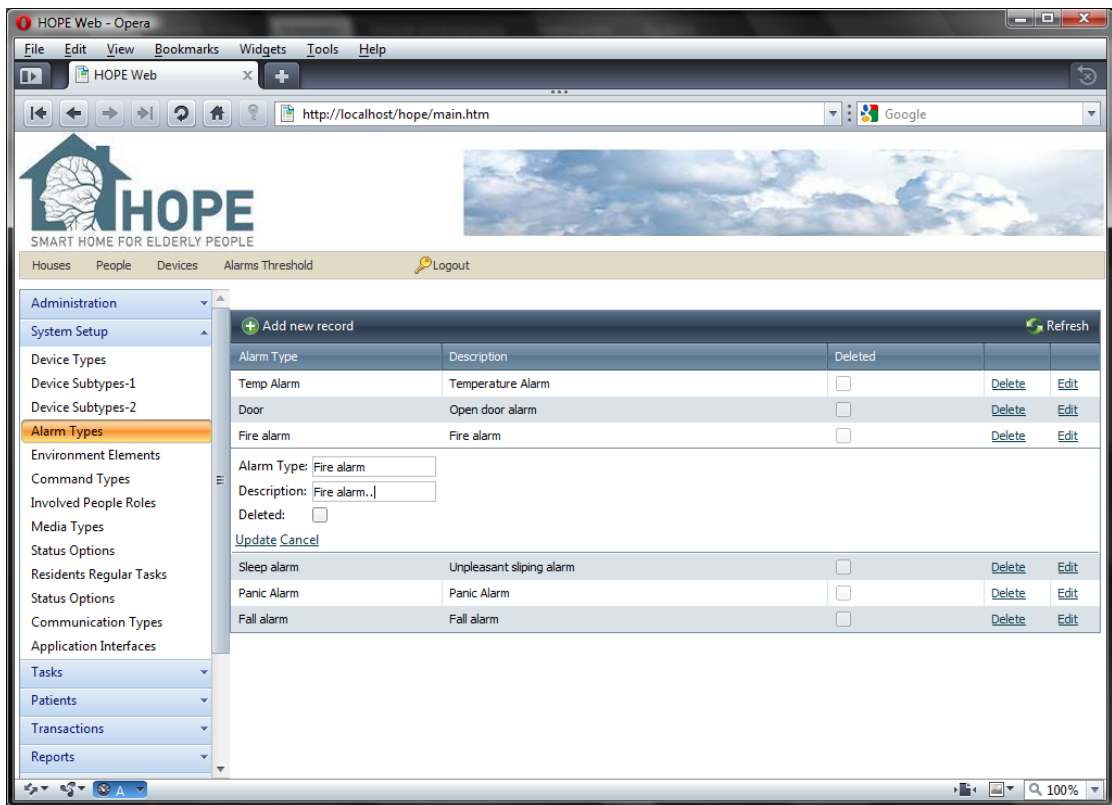 HOPE Web - Opera
File Edit View Bookmarks Widgets Tools Help
HOPE Web
http://localhost/hope/main.htm Google
HOPE
SMART HOME FOR ELDERLY PEOPLE
Houses People Devices Alarms Threshold Logout
Administration
System Setup
Device Types
Device Subtypes-1
Device Subtypes-2
Alarm Types
Environment Elements
Command Types
Involved People Roles
Media Types
Status Options
Residents Regular Tasks
Status Options
Communication Types
Application Interfaces
Tasks
Patients
Transactions
Reports
Add new record Refresh
Alarm Type Description Deleted
Temp Alarm Temperature Alarm Delete Edit
Door Open door alarm Delete Edit
Fire alarm Fire alarm Delete Edit
Alarm Type: Fire alarm
Description: Fire alarm..
Deleted:
Update Cancel
Sleep alarm Unpleasant sliping alarm Delete Edit
Panic Alarm Panic Alarm Delete Edit
Fall alarm Fall alarm Delete Edit
A 100%